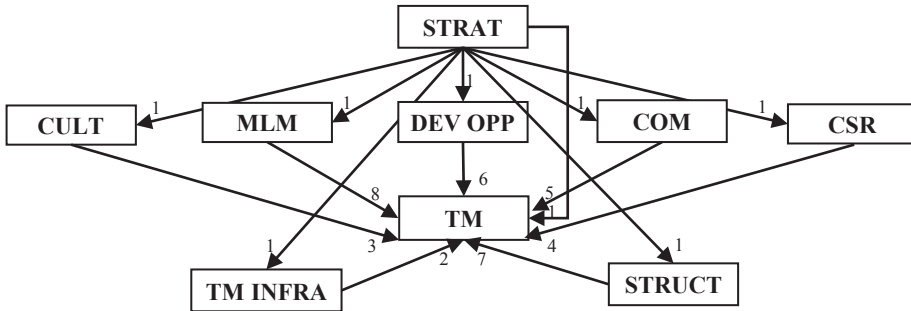 STRAT
1 1 1 1 1
CULT MLM DEV OPP COM CSR
8 6 5
TM 1
3 4
1 2 7 1
TM INFRA STRUCT